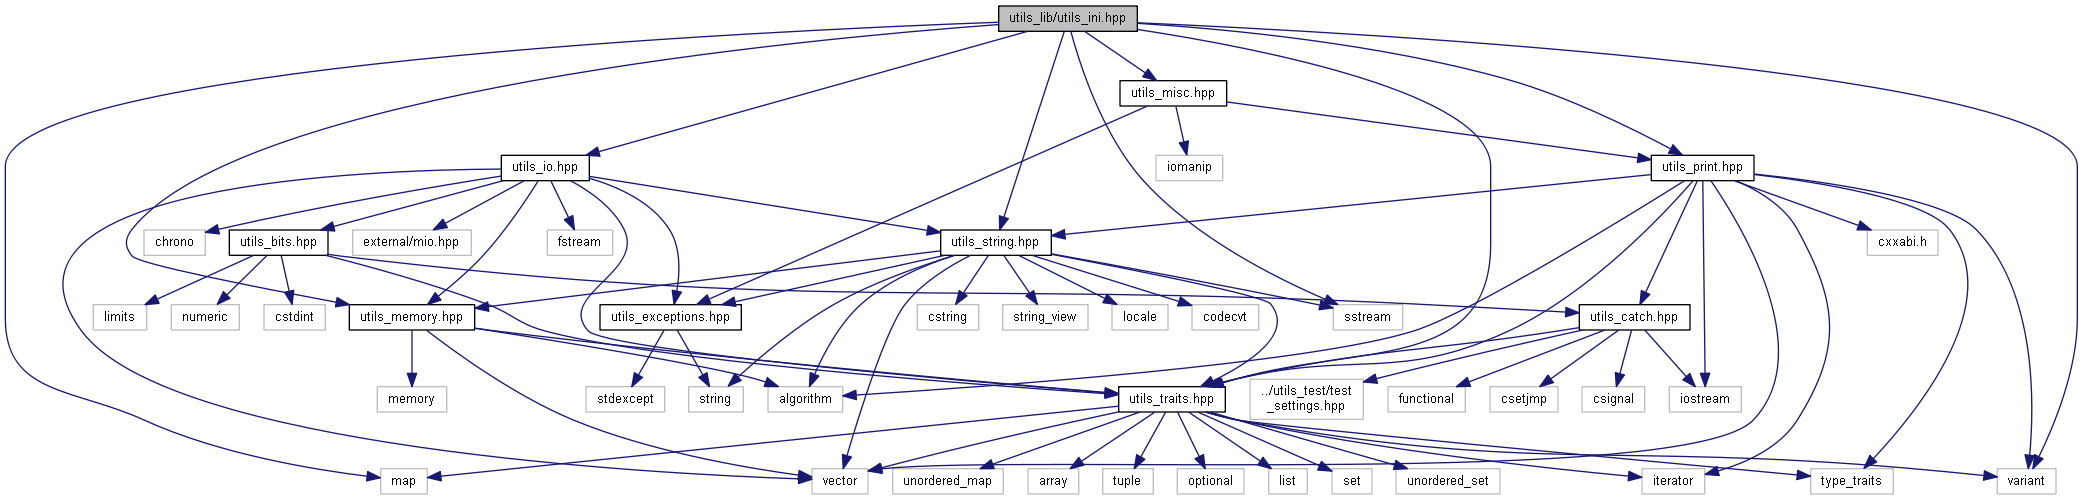 utils_lib/utils_ini.hpp
utils_misc.hpp
utils_io.hpp
iomanip
utils_print.hpp
chrono
utils_bits.hpp
external/mio.hpp
fstream
utils_string.hpp
cxxabi.h
limits
numeric
cstdint
utils_memory.hpp
utils_exceptions.hpp
cstring
string_view
locale
codecvt
sstream
utils_catch.hpp
memory
stdexcept
string
algorithm
utils_traits.hpp
../utils_test/test
_settings.hpp
functional
csetjmp
csignal
iostream
map
vector
unordered_map
array
tuple
optional
list
set
unordered_set
iterator
type_traits
variant